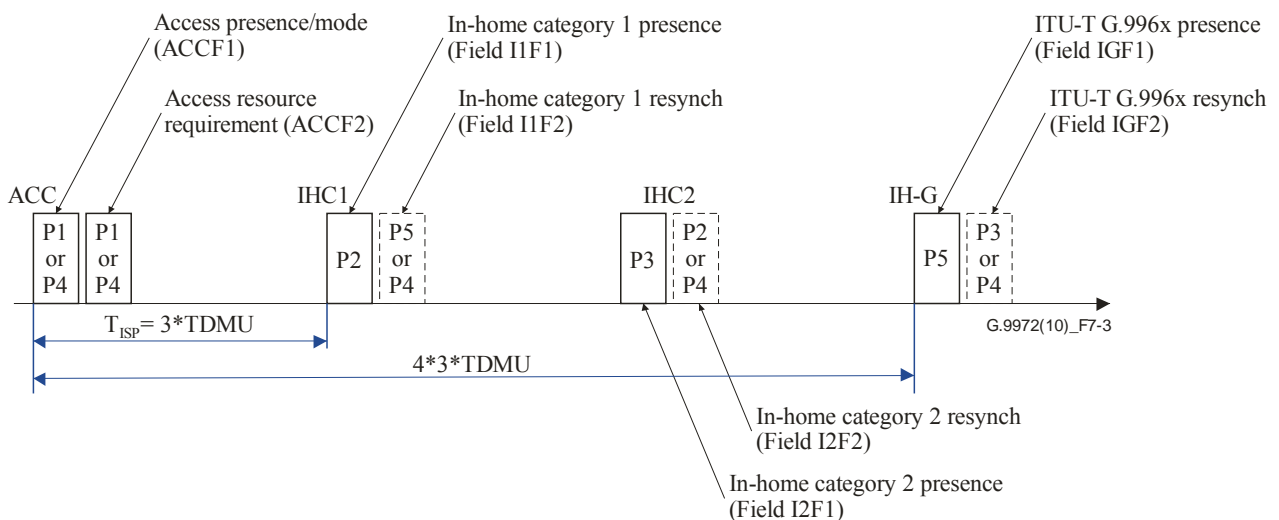 Access presence/mode
(ACCF1)
In-home category 1 presence
(Field I1F1)
ITU-T G.996x presence
(Field IGF1)
Access resource
requirement (ACCF2)
In-home category 1 resynch
(Field I1F2)
ITU-T G.996x resynch
(Field IGF2)
ACC
IHC1
IHC2
IH-G
P1
or
P4
P1
or
P4
P2
P5
or
P4
P3
P2
or
P4
P5
P3
or
P4
T_ISP= 3*TDMU
G.9972(10)_F7-3
4*3*TDMU
In-home category 2 resynch
(Field I2F2)
In-home category 2 presence
(Field I2F1)